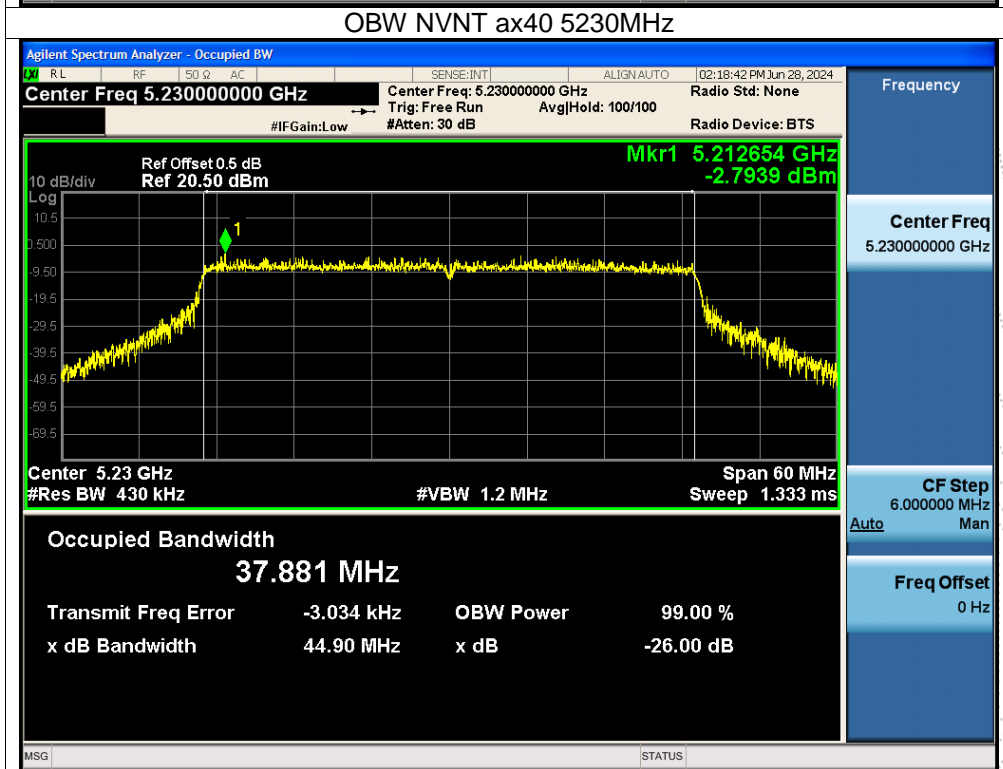 OBW NVNT ax40 5230MHz
Agilent Spectrum Analyzer - Occupied BW
LXI RL RF 50 Ω AC SENSE:INT ALIGN AUTO 02:18:42 PM Jun 28, 2024
Center Freq 5.230000000 GHz
Center Freq: 5.230000000 GHz Radio Std: None
Trig: Free Run Avg|Hold: 100/100
#IFGain:Low #Atten: 30 dB Radio Device: BTS
Mkr1 5.212654 GHz
-2.7939 dBm
Ref Offset 0.5 dB
10 dB/div Ref 20.50 dBm
Log
10.5
0.500
-9.50
-19.5
-29.5
-39.5
-49.5
-59.5
-69.5
1
Center 5.23 GHz Span 60 MHz
#Res BW 430 kHz #VBW 1.2 MHz Sweep 1.333 ms
Occupied Bandwidth
37.881 MHz
Transmit Freq Error -3.034 kHz OBW Power 99.00 %
x dB Bandwidth 44.90 MHz x dB -26.00 dB
Frequency
Center Freq
5.230000000 GHz
CF Step
6.000000 MHz
Auto Man
Freq Offset
0 Hz
MSG STATUS